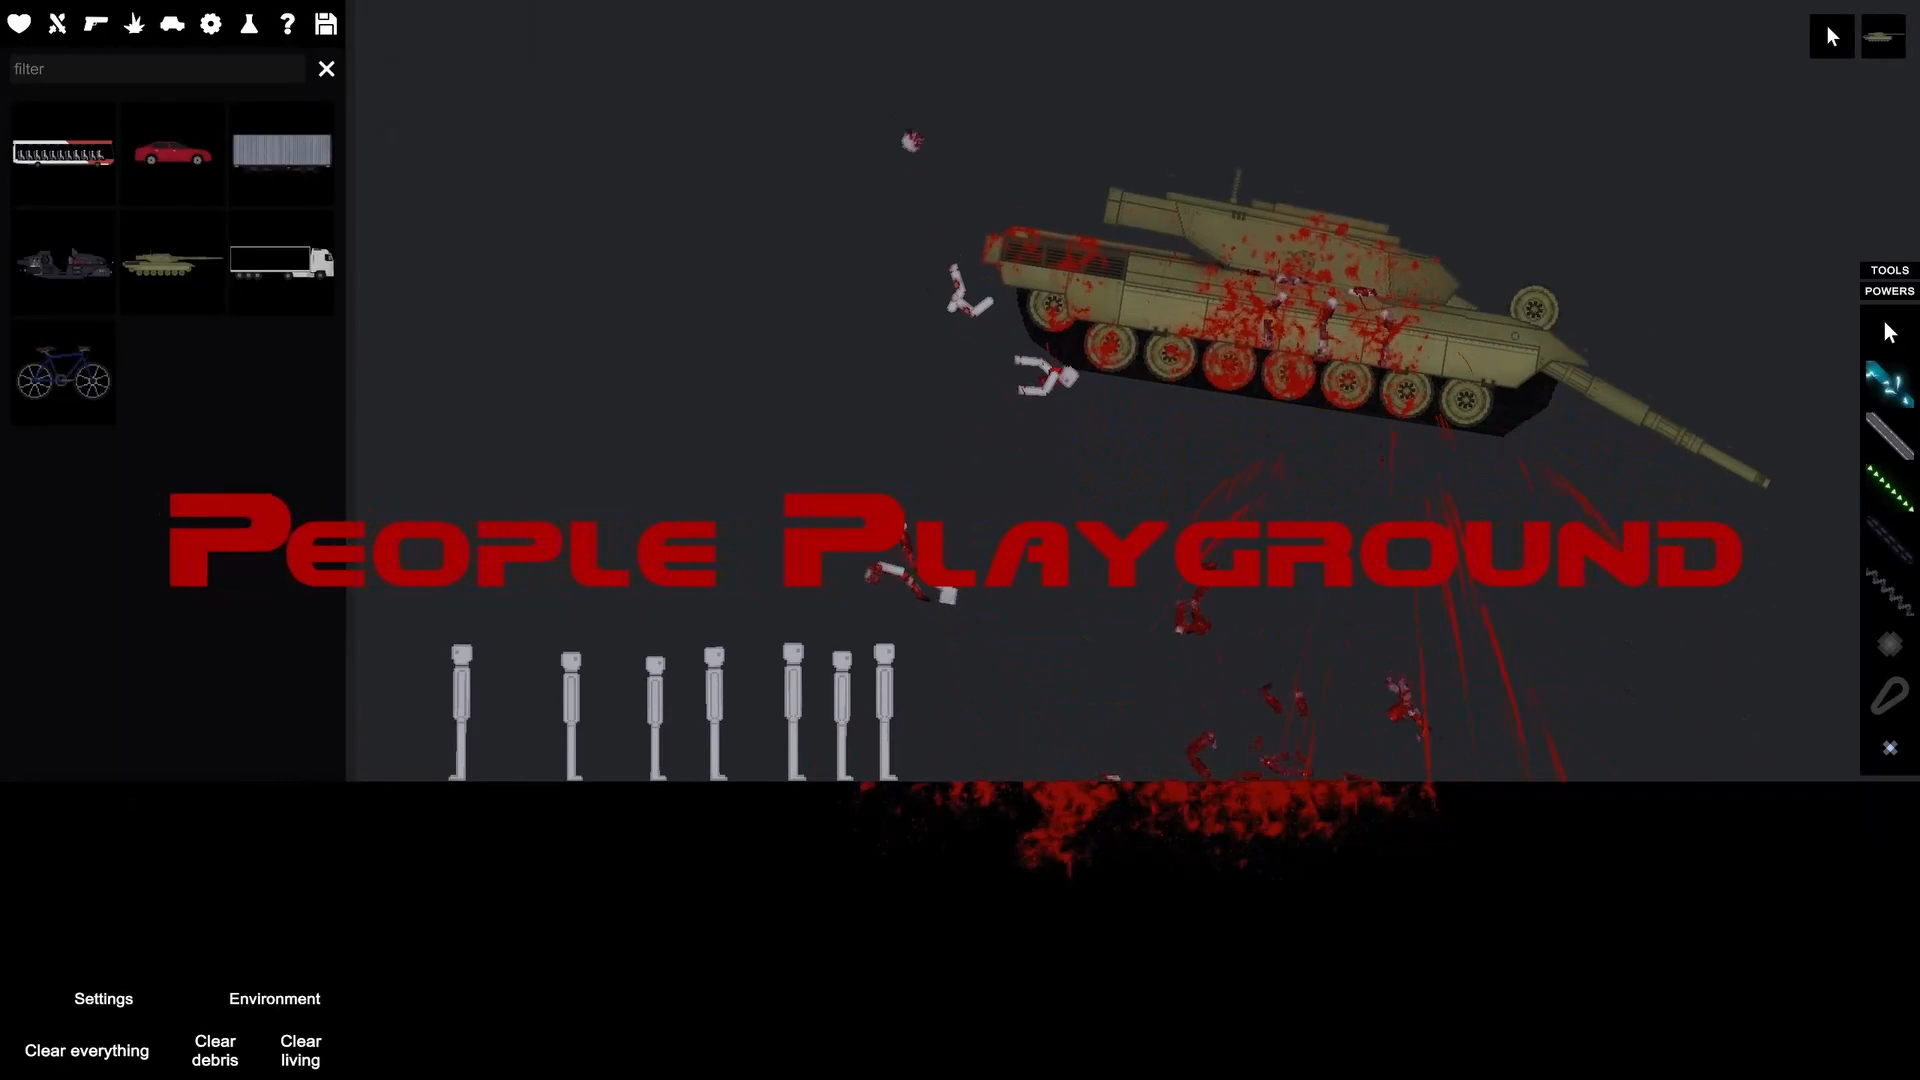 filter
TOOLS
POWERS
People Playground
Settings Environment
Clear everything Clear debris Clear living